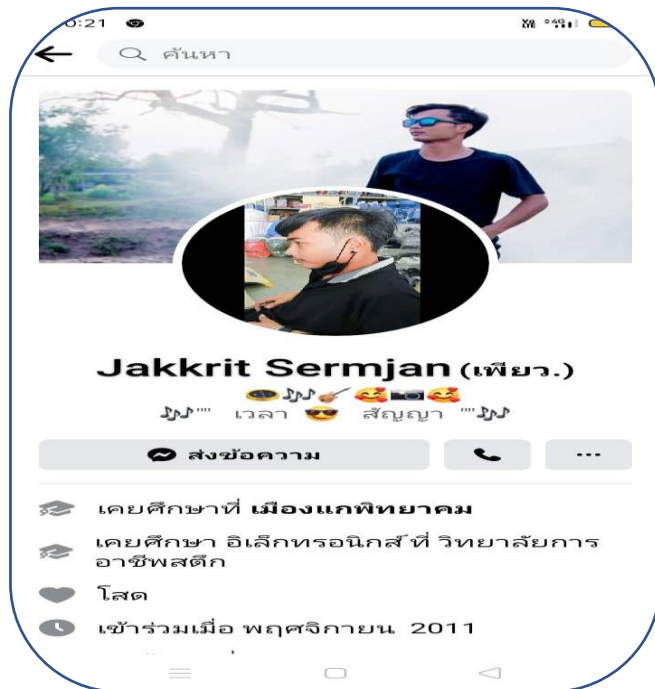 0:21
ค้นหา
Jakkrit Sermjan (เพียว.)
🎶"" เวลา 😎 สัญญา ""🎶
ส่งข้อความ
เคยศึกษาที่ เมืองแกพิทยาคม
เคยศึกษา อิเล็กทรอนิกส์ ที่ วิทยาลัยการ
อาชีพสตึก
โสด
เข้าร่วมเมื่อ พฤศจิกายน 2011